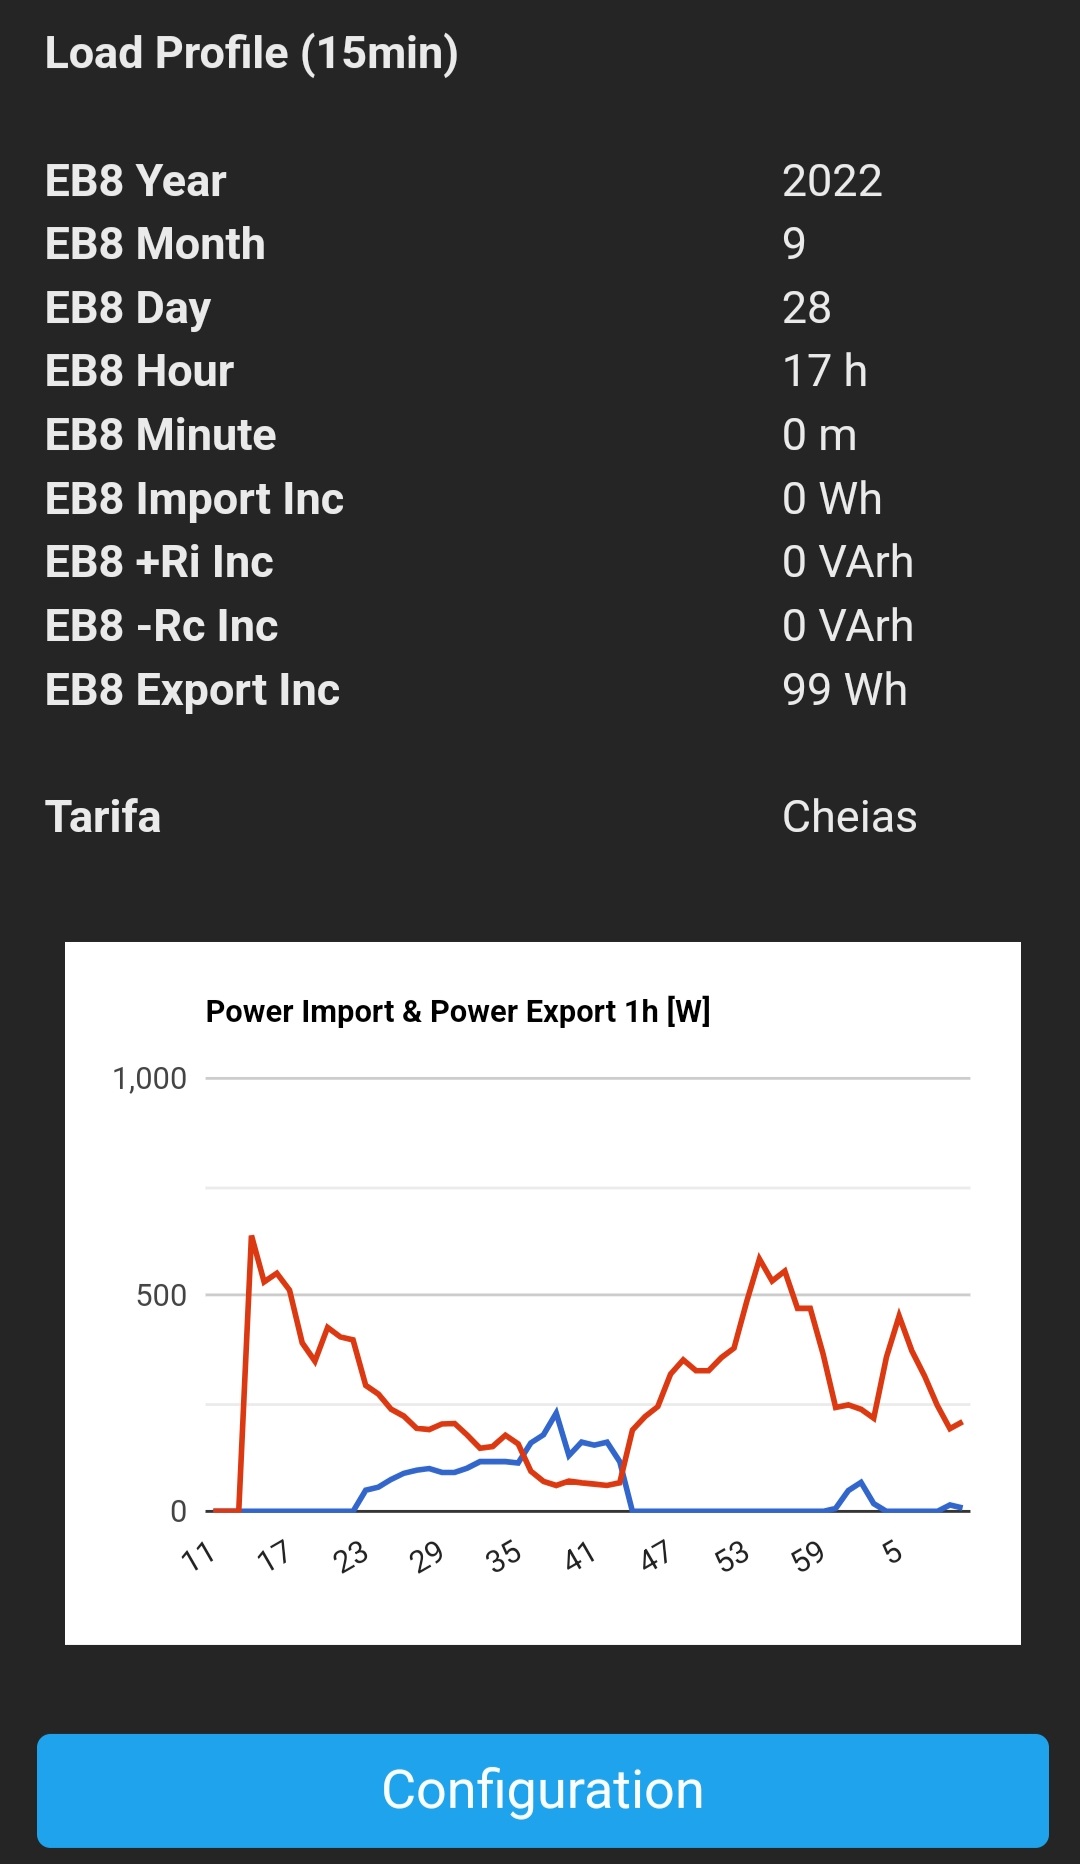 Load Profile (15min)
EB8 Year 2022
EB8 Month 9
EB8 Day 28
EB8 Hour 17 h
EB8 Minute 0 m
EB8 Import Inc 0 Wh
EB8 +Ri Inc 0 VArh
EB8 -Rc Inc 0 VArh
EB8 Export Inc 99 Wh
Tarifa Cheias
Power Import & Power Export 1h [W]
1,000
500
0
11 17 23 29 35 41 47 53 59 5
Configuration